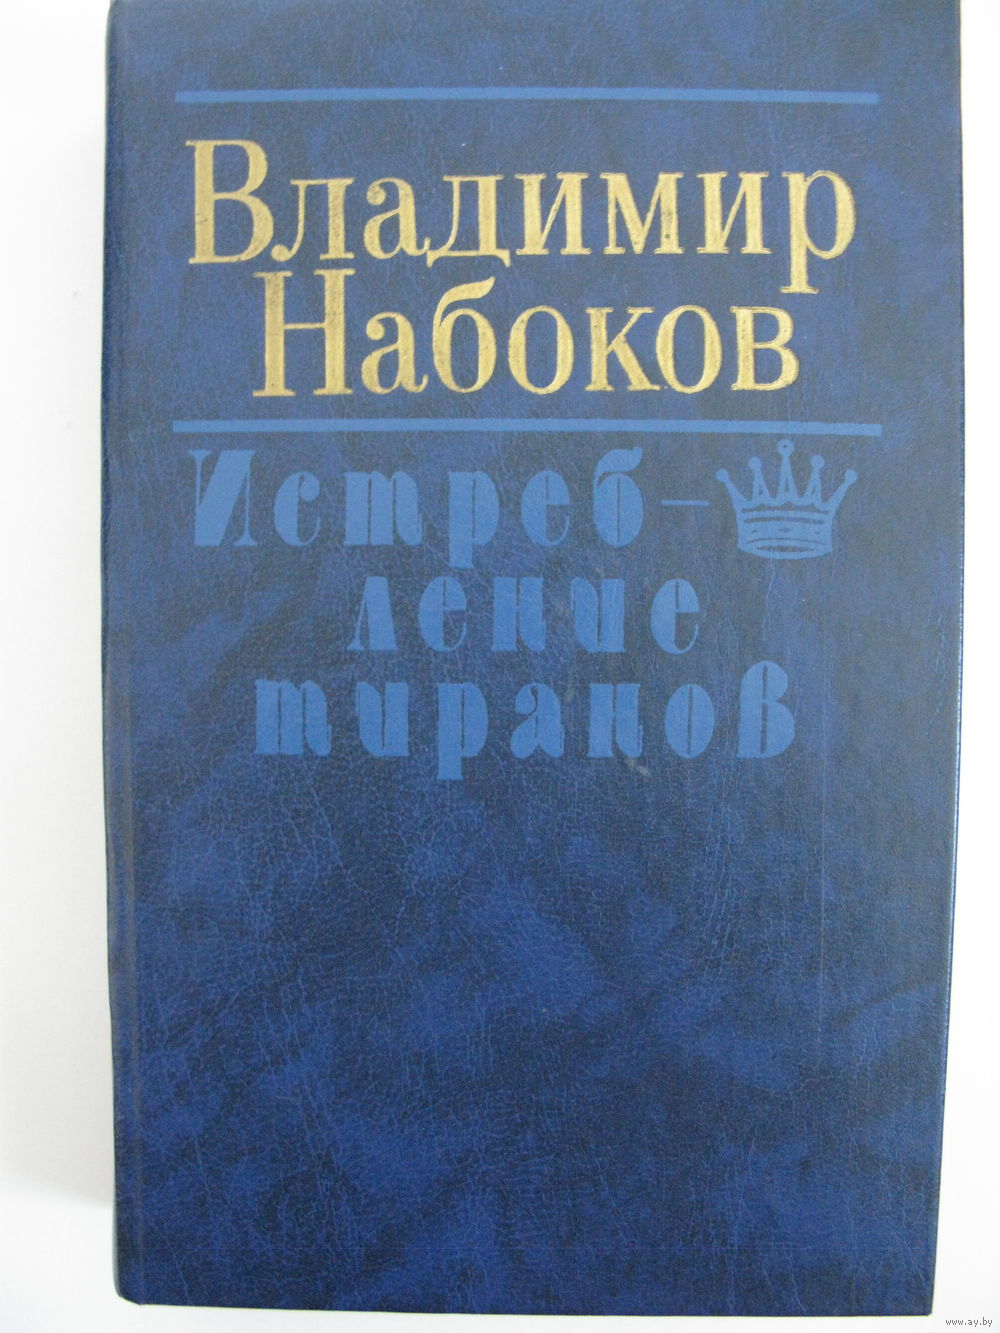 Владимир
Набоков
Истреб-
ление
тиранов
www.ay.by